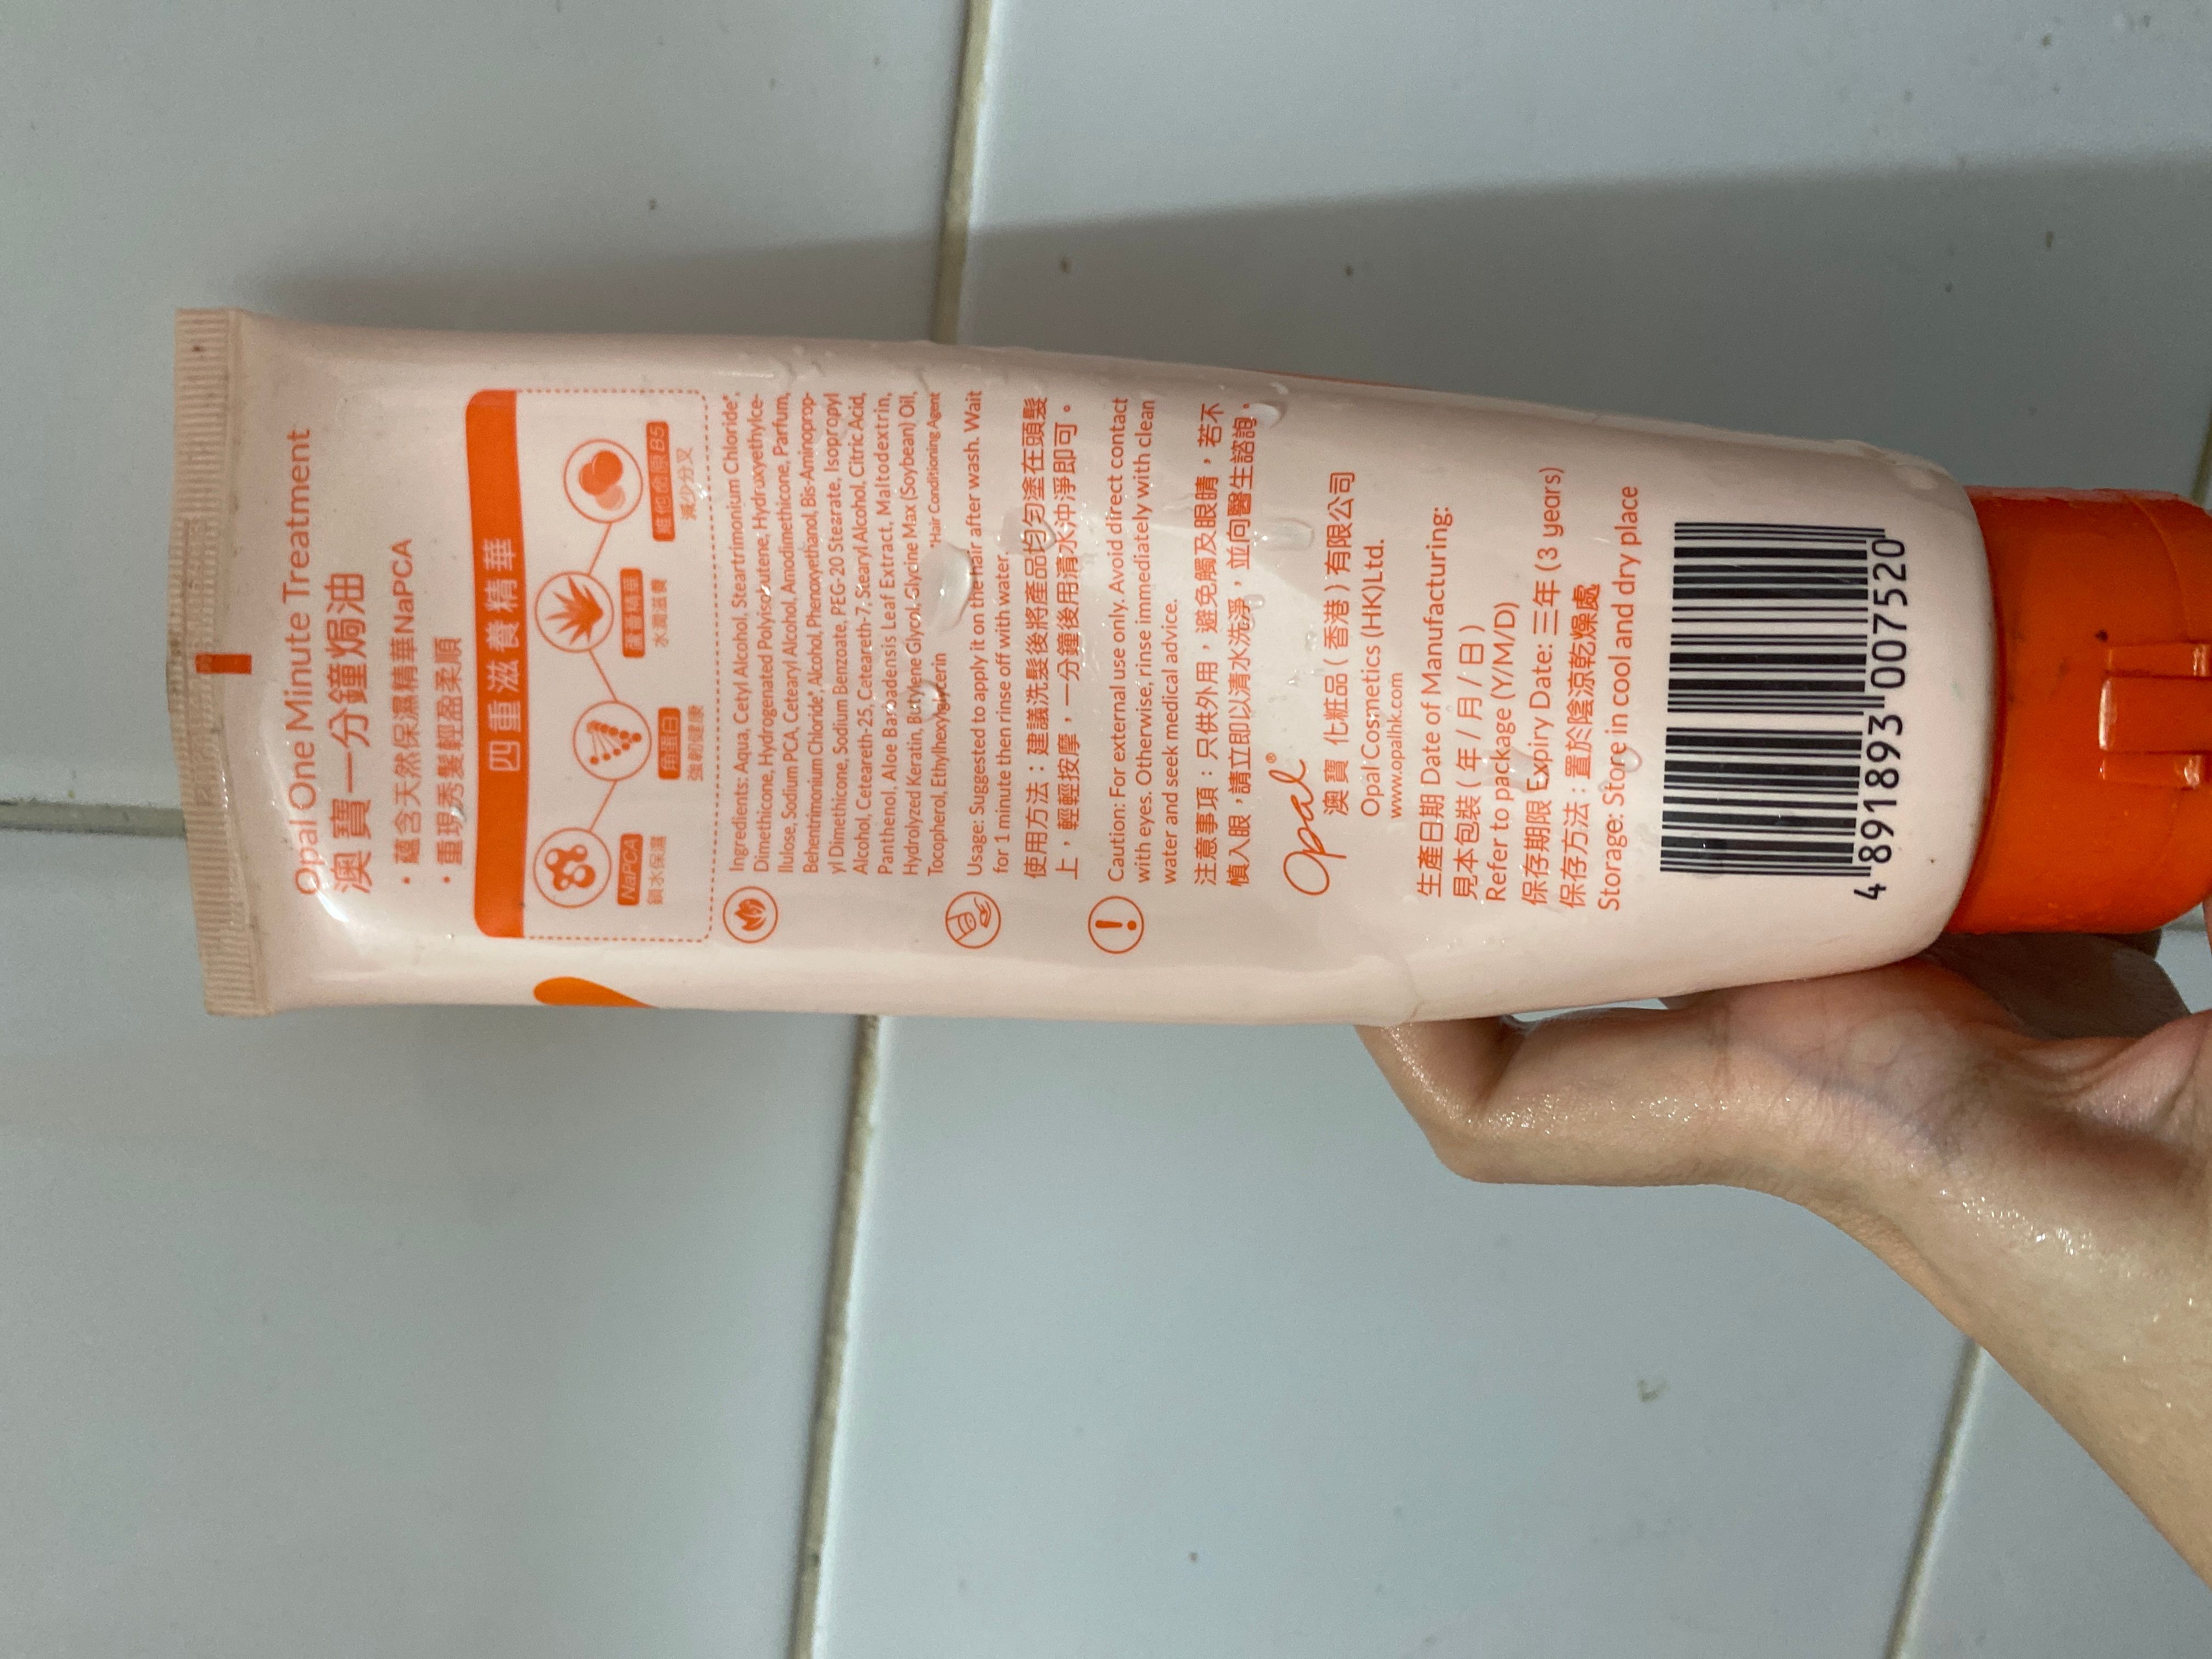 Opal One Minute Treatment
澳寶一分鐘焗油
・蘊含天然保濕精華NaPCA
・重現秀髮輕盈柔順
四重滋養精華
NaPCA
鎖水保濕
角蛋白
強韌健康
蘆薈精華
水潤滋養
維他命原B5
減少分叉
Ingredients: Aqua, Cetyl Alcohol, Steartrimonium Chloride*,
Dimethicone, Hydrogenated Polyisobutene, Hydroxyethylce-
llulose, Sodium PCA, Cetearyl Alcohol, Amodimethicone, Parfum,
Behentrimonium Chloride*, Alcohol, Phenoxyethanol, Bis-Aminoprop-
yl Dimethicone, Sodium Benzoate, PEG-20 Stearate, Isopropyl
Alcohol, Ceteareth-25, Ceteareth-7, Stearyl Alcohol, Citric Acid,
Panthenol, Aloe Barbadensis Leaf Extract, Maltodextrin,
Hydrolyzed Keratin, Butylene Glycol, Glycine Max (Soybean) Oil,
Tocopherol, Ethylhexylglycerin *Hair Conditioning Agent
Usage: Suggested to apply it on the hair after wash. Wait
for 1 minute then rinse off with water.
使用方法：建議洗髮後將產品均勻塗在頭髮
上，輕輕按摩，一分鐘後用清水沖淨即可。
Caution: For external use only. Avoid direct contact
with eyes. Otherwise, rinse immediately with clean
water and seek medical advice.
注意事項：只供外用，避免觸及眼睛，若不
慎入眼，請立即以清水洗淨，並向醫生諮詢。
Opal®
澳寶 化粧品（香港）有限公司
Opal Cosmetics (HK)Ltd.
www.opalhk.com
生產日期 Date of Manufacturing:
見本包裝 ( 年 / 月 / 日 )
Refer to package (Y/M/D)
保存期限 Expiry Date: 三年 (3 years)
保存方法：置於陰涼乾燥處
Storage: Store in cool and dry place
4 891893 007520